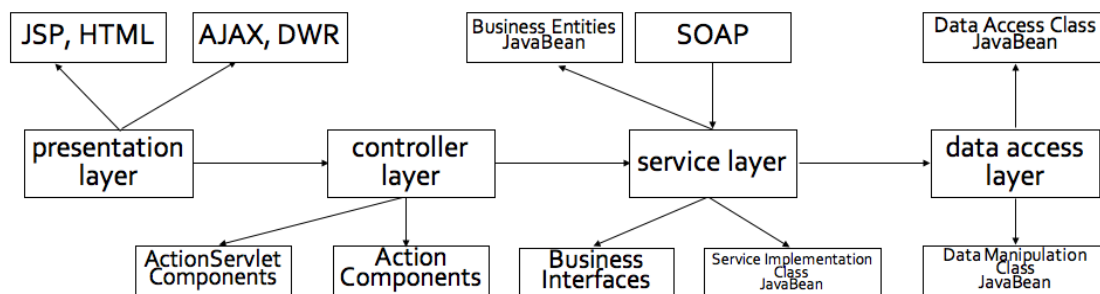 JSP, HTML
AJAX, DWR
Business Entities
JavaBean
SOAP
Data Access Class
JavaBean
presentation
layer
controller
layer
service layer
data access
layer
ActionServlet
Components
Action
Components
Business
Interfaces
Service Implementation
Class
JavaBean
Data Manipulation
Class
JavaBean